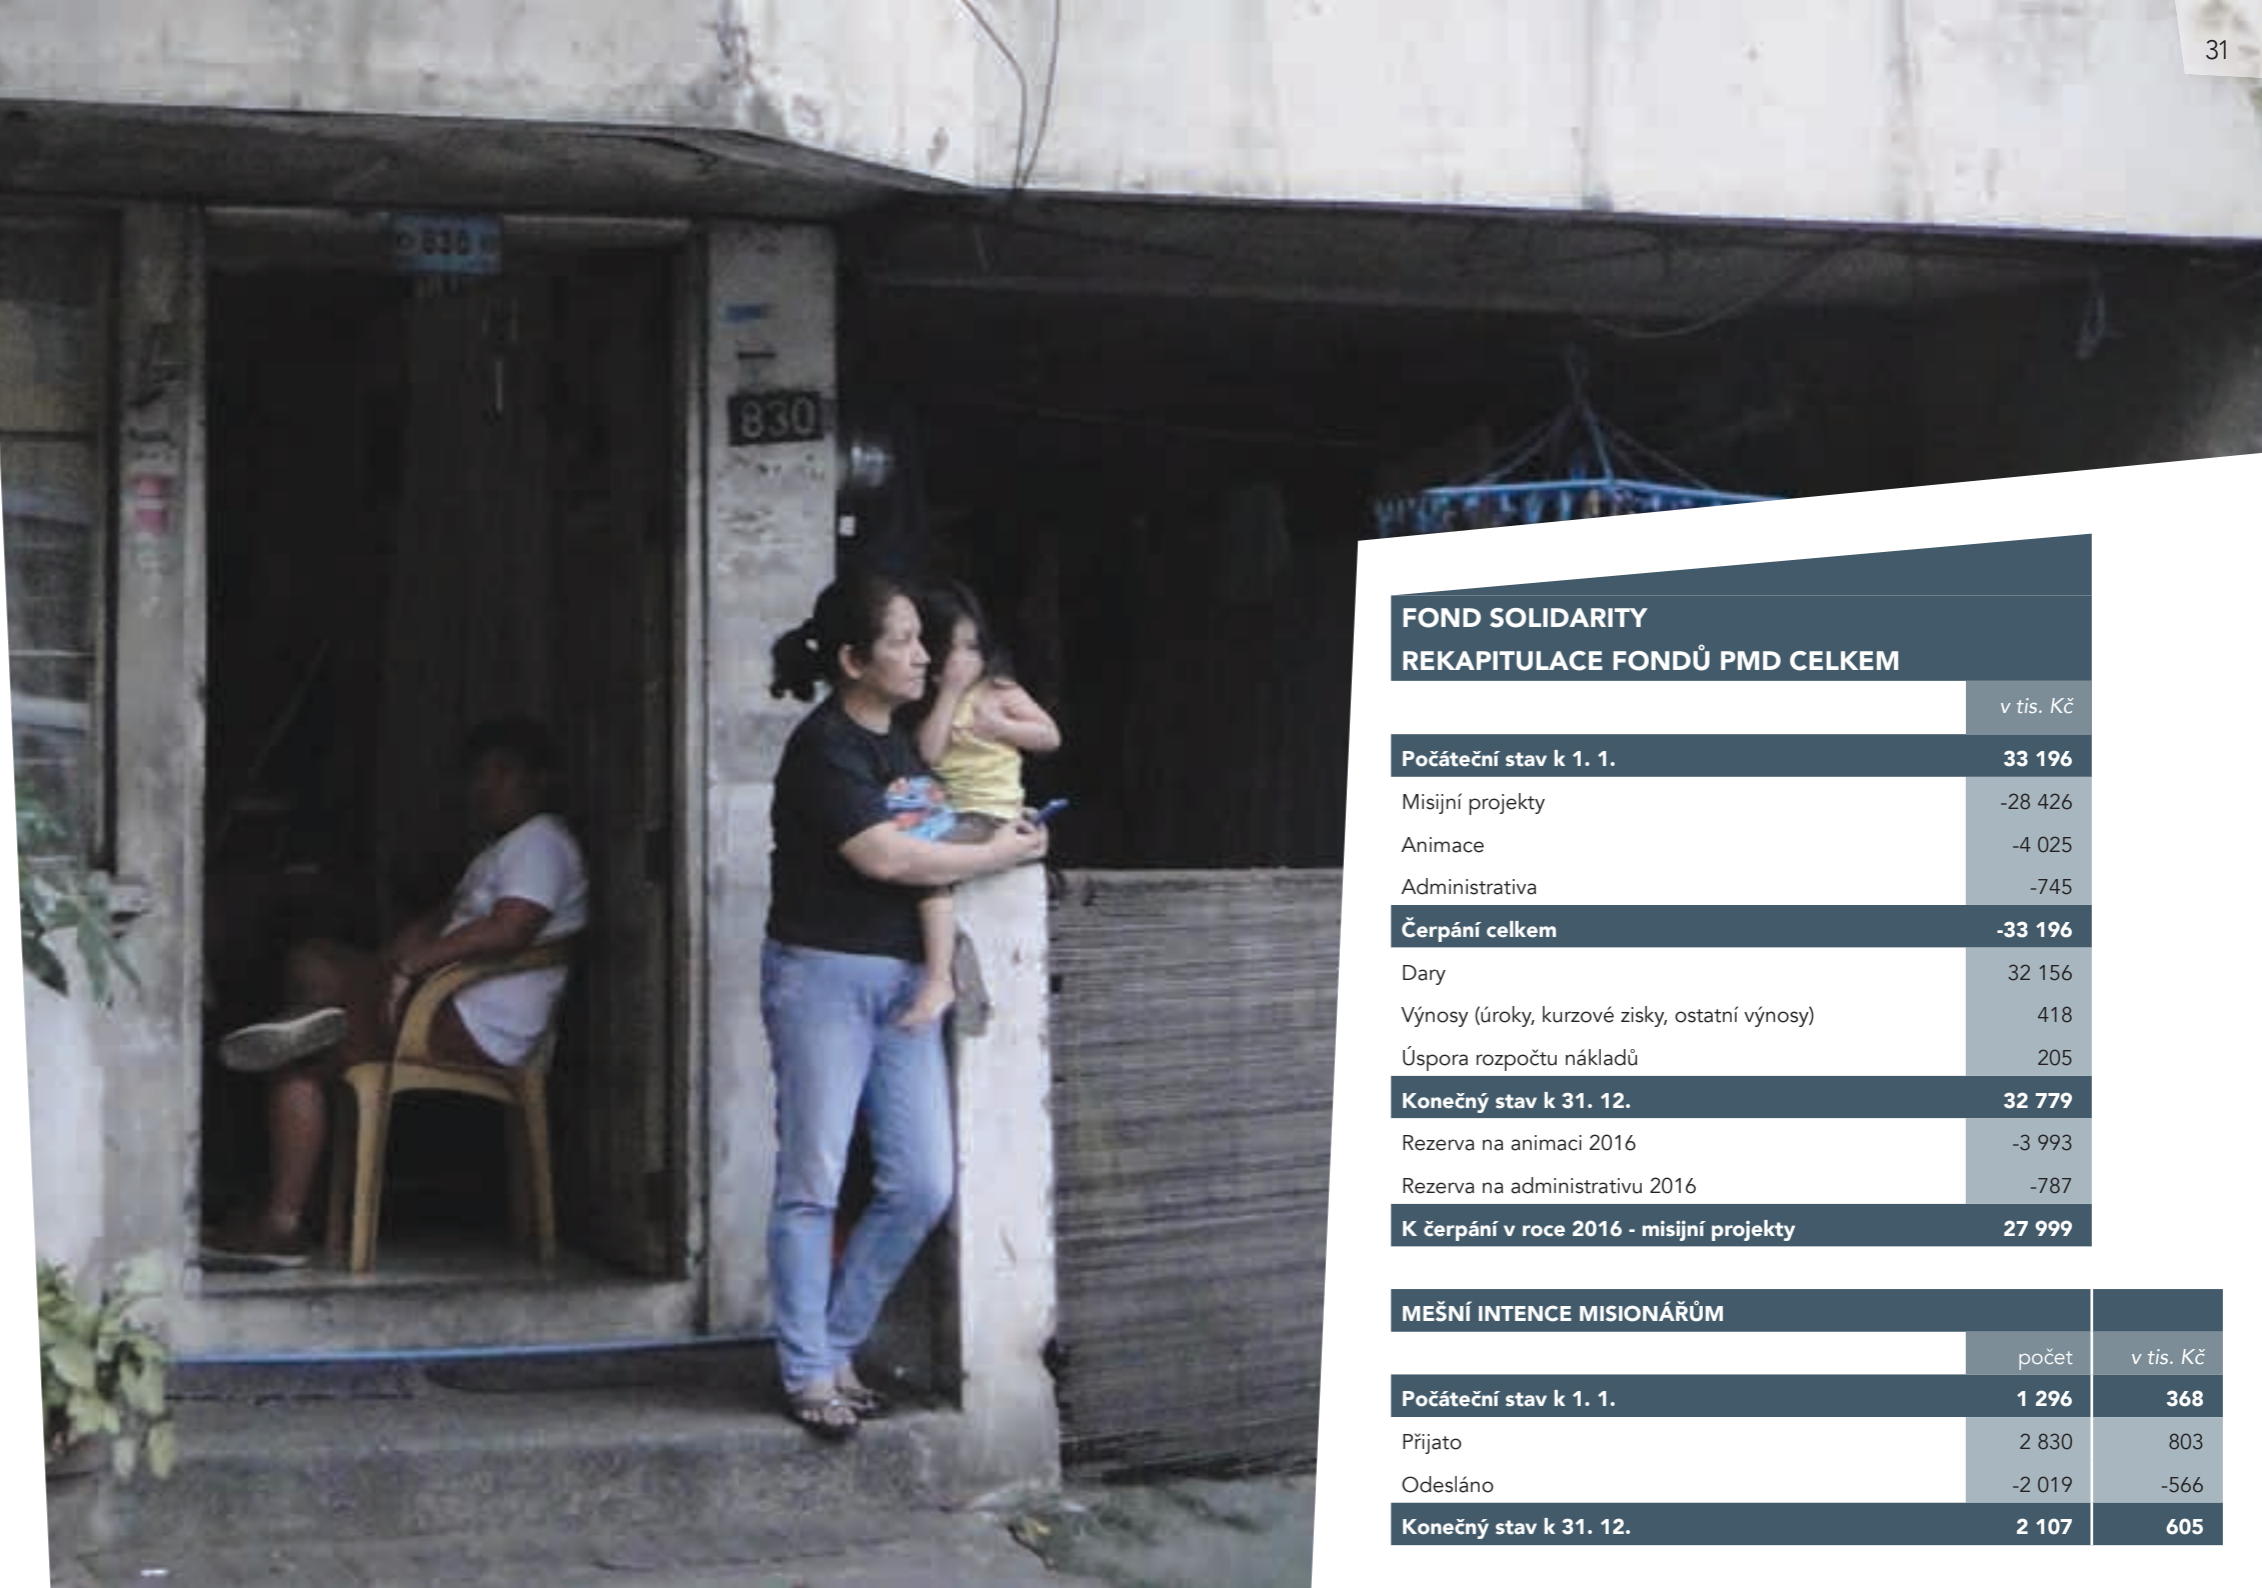 31
830
830
FOND SOLIDARITY
REKAPITULACE FONDŮ PMD CELKEM
v tis. Kč
Počáteční stav k 1. 1. 33 196
Misijní projekty -28 426
Animace -4 025
Administrativa -745
Čerpání celkem -33 196
Dary 32 156
Výnosy (úroky, kurzové zisky, ostatní výnosy) 418
Úspora rozpočtu nákladů 205
Konečný stav k 31. 12. 32 779
Rezerva na animaci 2016 -3 993
Rezerva na administrativu 2016 -787
K čerpání v roce 2016 - misijní projekty 27 999
MEŠNÍ INTENCE MISIONÁŘŮM
počet v tis. Kč
Počáteční stav k 1. 1. 1 296 368
Přijato 2 830 803
Odesláno -2 019 -566
Konečný stav k 31. 12. 2 107 605